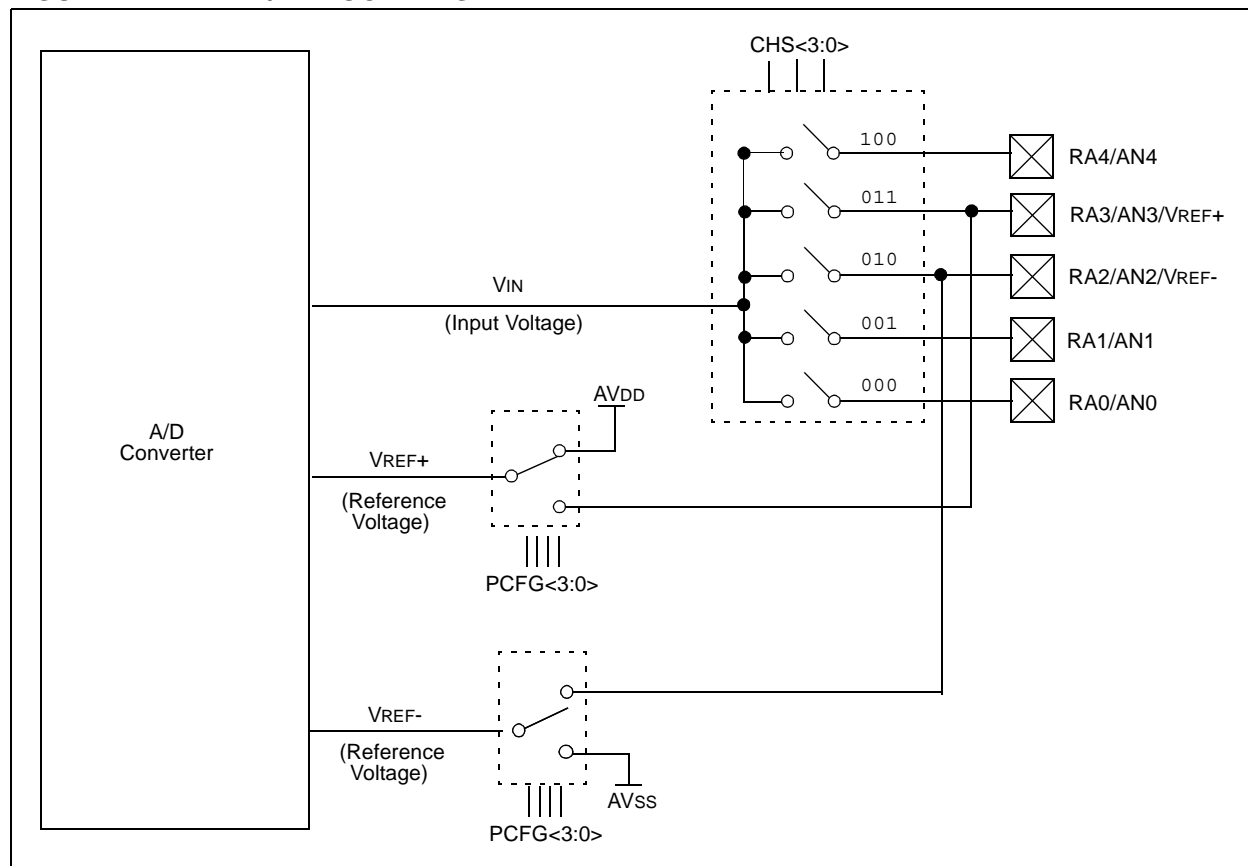 CHS<3:0>
100
RA4/AN4
011
RA3/AN3/VREF+
010
RA2/AN2/VREF-
VIN
(Input Voltage)
001
RA1/AN1
000
RA0/AN0
AVDD
A/D
Converter
VREF+
(Reference
Voltage)
PCFG<3:0>
VREF-
(Reference
Voltage)
AVSS
PCFG<3:0>